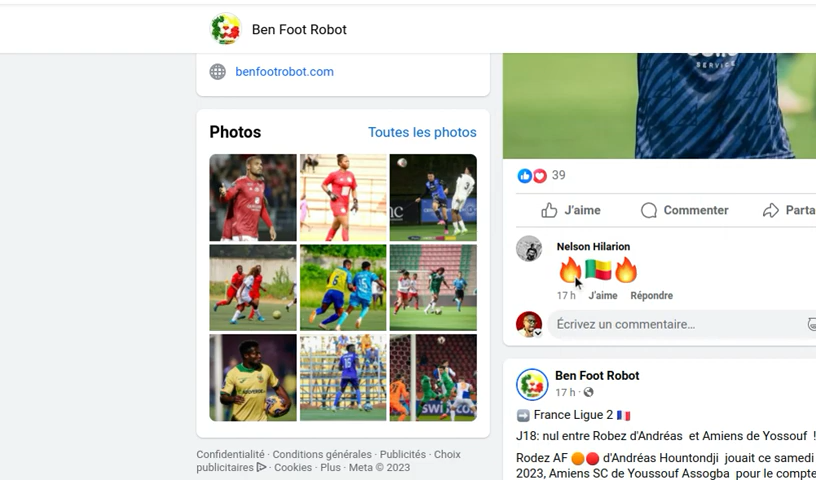 Ben Foot Robot
benfootrobot.com
Photos
Toutes les photos
Confidentialité · Conditions générales · Publicités · Choix
publicitaires · Cookies · Plus · Meta © 2023
SERVICE
39
J'aime
Commenter
Parta
Nelson Hilarion
17 h
J'aime
Répondre
Écrivez un commentaire…
Ben Foot Robot
17 h ·
➡️ France Ligue 2 🇫🇷
J18: nul entre Robez d'Andréas et Amiens de Yossouf !
Rodez AF 🟠🔴 d'Andréas Hountondji jouait ce samedi
2023, Amiens SC de Youssouf Assogba pour le compte